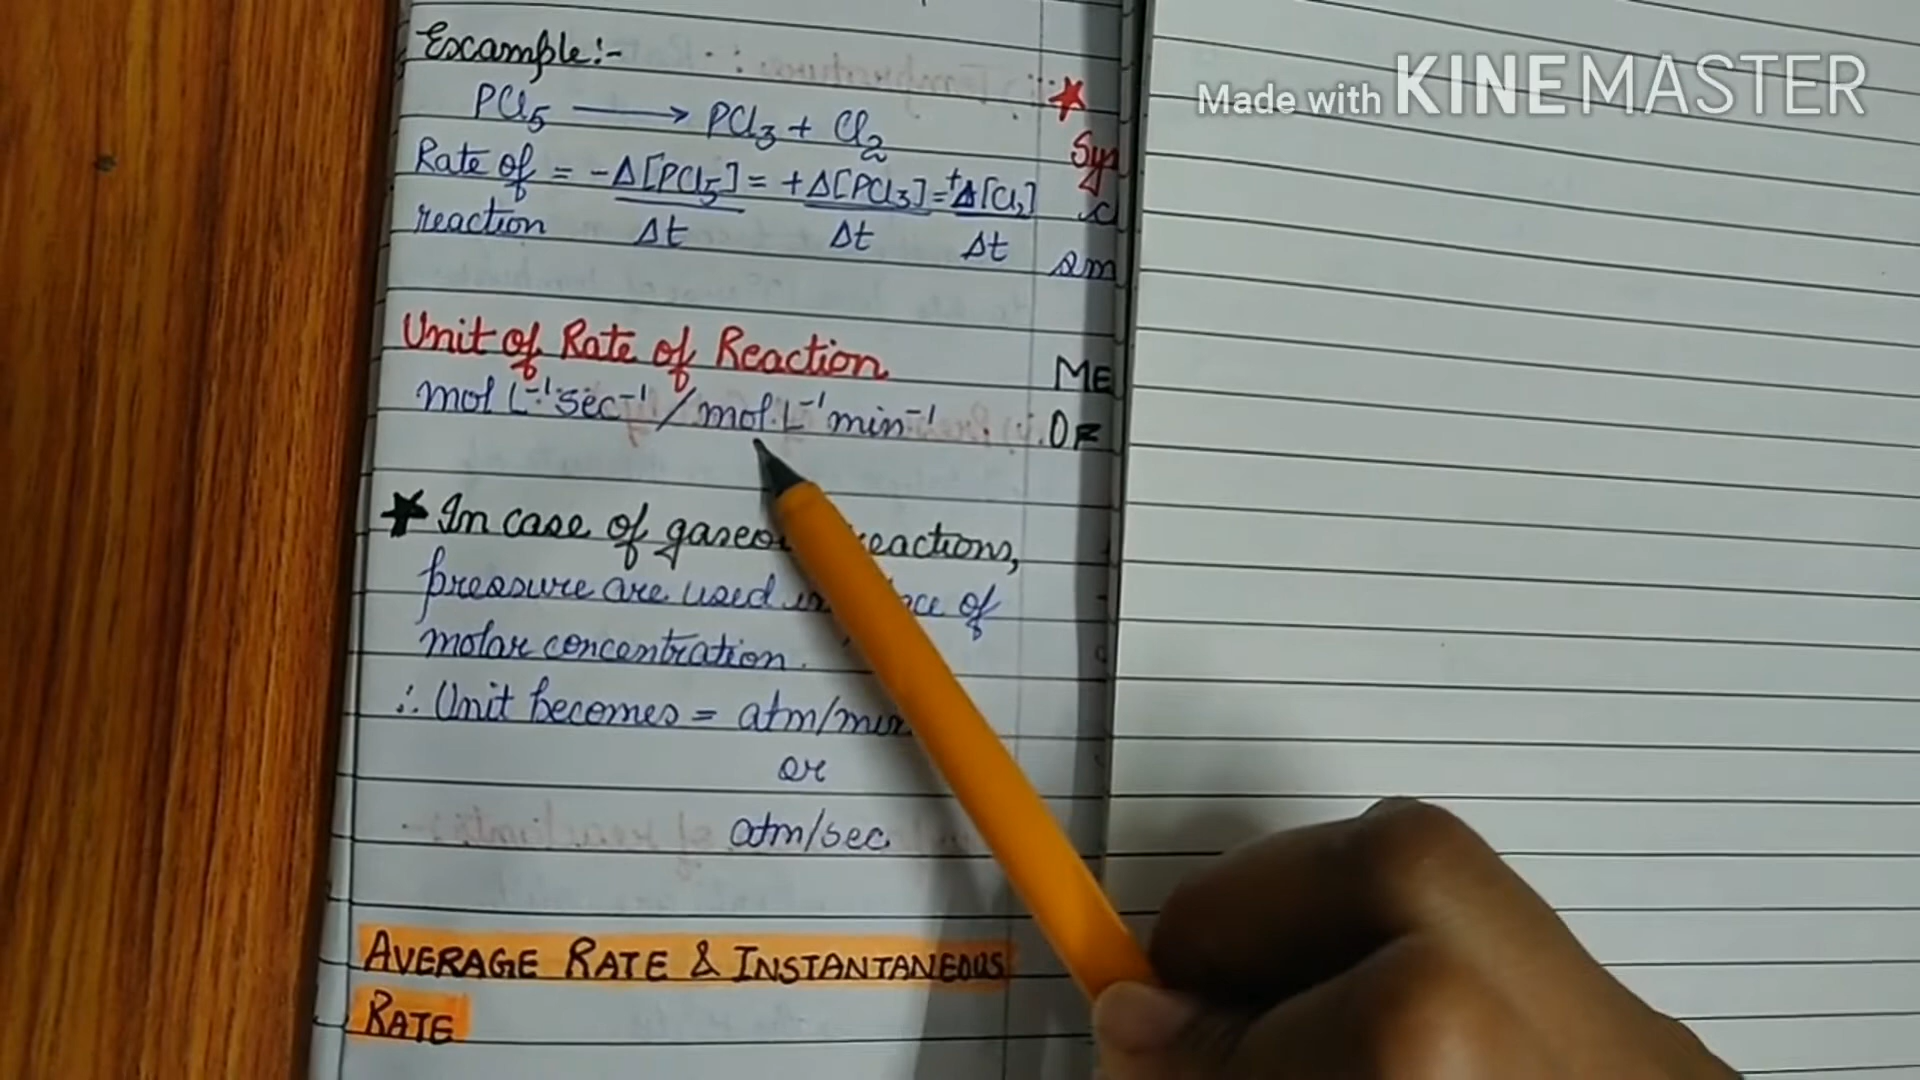 Example:-
PCl5 ⟶ PCl3 + Cl2
Rate of reaction = -Δ[PCl5]/Δt = +Δ[PCl3]/Δt = +Δ[Cl2]/Δt
Unit of Rate of Reaction
mol L⁻¹ sec⁻¹ / mol L⁻¹ min⁻¹
★ In case of gaseous reactions,
pressure are used in of
molar concentration.
∴ Unit becomes = atm/min
or
atm/sec
AVERAGE RATE & INSTANTANEOUS
RATE
ME
OF
Made with KINEMASTER